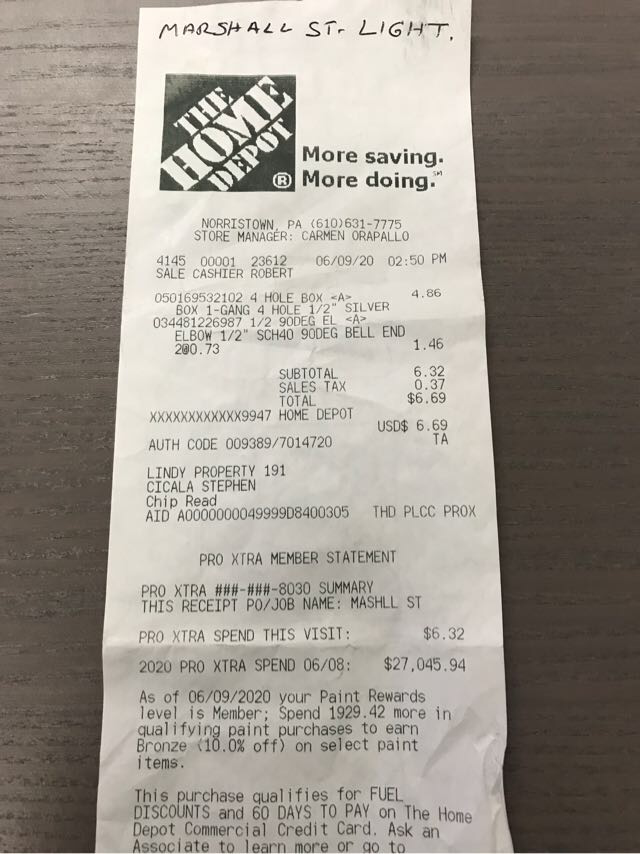 MARSHALL ST. LIGHT.
THE
HOME
DEPOT
®
More saving.
More doing.℠
NORRISTOWN, PA (610)631-7775
STORE MANAGER: CARMEN ORAPALLO
4145 00001 23612 06/09/20 02:50 PM
SALE CASHIER ROBERT
050169532102 4 HOLE BOX <A> 4.86
BOX 1-GANG 4 HOLE 1/2" SILVER
034481226987 1/2 90DEG EL <A>
ELBOW 1/2" SCH40 90DEG BELL END
2@0.73 1.46
SUBTOTAL 6.32
SALES TAX 0.37
TOTAL $6.69
XXXXXXXXXXXX9947 HOME DEPOT
USD$ 6.69
AUTH CODE 009389/7014720 TA
LINDY PROPERTY 191
CICALA STEPHEN
Chip Read
AID A0000000049999D8400305 THD PLCC PROX
PRO XTRA MEMBER STATEMENT
PRO XTRA ###-###-8030 SUMMARY
THIS RECEIPT PO/JOB NAME: MASHLL ST
PRO XTRA SPEND THIS VISIT: $6.32
2020 PRO XTRA SPEND 06/08: $27,045.94
As of 06/09/2020 your Paint Rewards
level is Member; Spend 1929.42 more in
qualifying paint purchases to earn
Bronze (10.0% off) on select paint
items.
This purchase qualifies for FUEL
DISCOUNTS and 60 DAYS TO PAY on The Home
Depot Commercial Credit Card. Ask an
Associate to learn more or go to